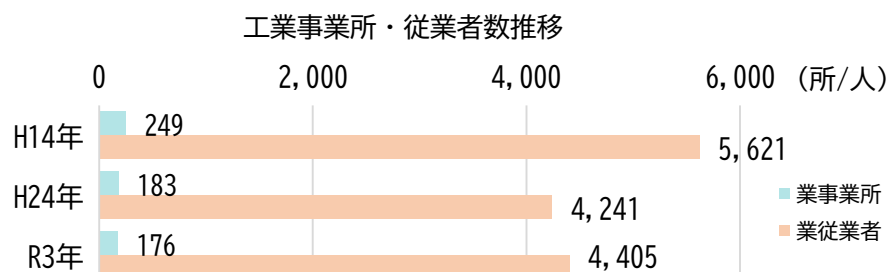 工業事業所・従業者数推移
0 2,000 4,000 6,000 (所/人)
H14年 249
5,621
H24年 183
4,241
業事業所
R3年 176
4,405
業従業者